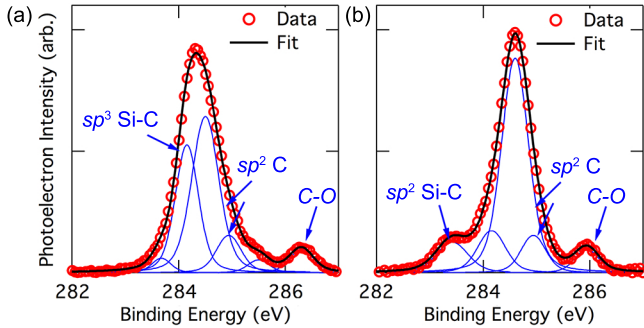 (a)
Data
Fit
sp³ Si-C
sp² C
C-O
Photoelectron Intensity (arb.)
282 284 286
Binding Energy (eV)
(b)
Data
Fit
sp² Si-C
sp² C
C-O
282 284 286
Binding Energy (eV)